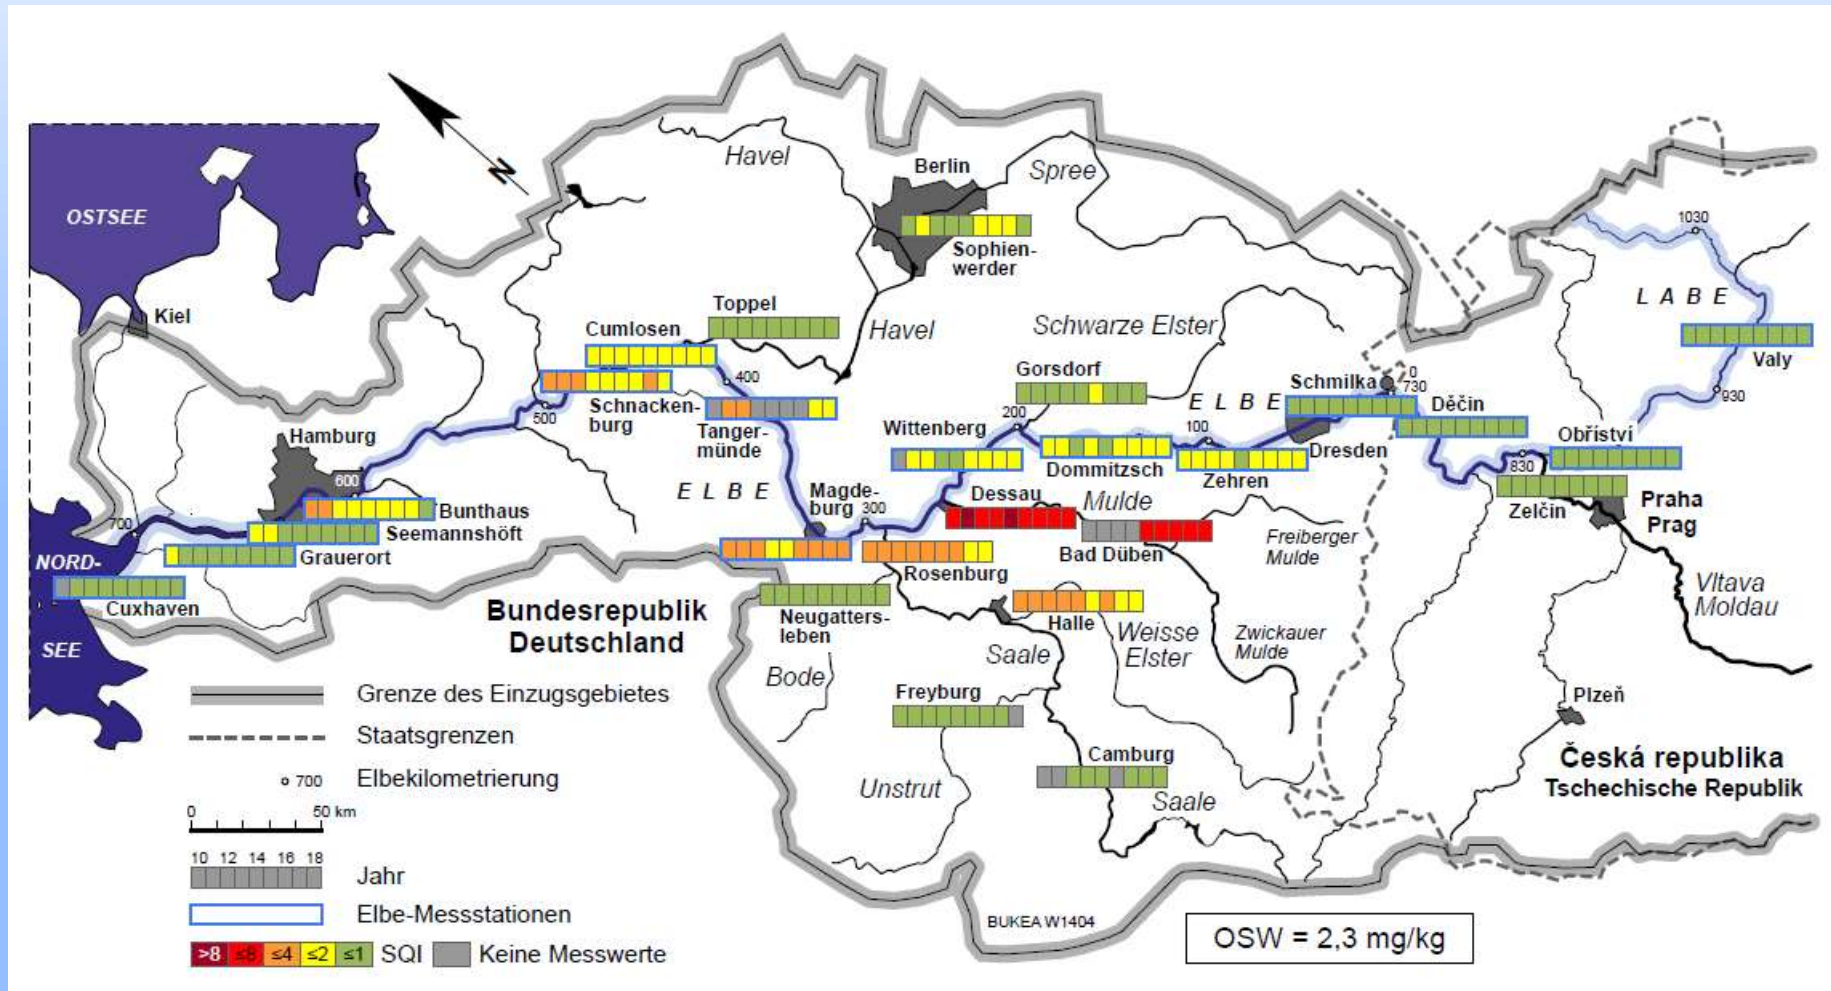 Havel
Berlin
Spree
OSTSEE
N
1030
Sophien-
werder
LABE
Kiel
Toppel
Cumlosen
Havel
Schwarze Elster
Valy
Gorsdorf
400
Schmilka
0
730
930
ELBE
Děčin
500
Schnacken-
burg
Tanger-
münde
Wittenberg
200
100
Hamburg
Obříství
Dommitzsch
Zehren
Dresden
830
600
ELBE
Magde-
burg
300
Dessau
Mulde
Zelčin
Praha
Prag
Bunthaus
700
Seemannshöft
Freiberger
Mulde
Bad Düben
Grauerort
NORD-
SEE
Rosenburg
Vltava
Moldau
Cuxhaven
Bundesrepublik
Deutschland
Neugatters-
leben
Halle
Weisse
Elster
Zwickauer
Mulde
Saale
Bode
Freyburg
Plzeň
Grenze des Einzugsgebietes
Staatsgrenzen
Camburg
Česká republika
Tschechische Republik
700 Elbekilometrierung
Unstrut
Saale
0 50 km
10 12 14 16 18
Jahr
Elbe-Messstationen
BUKEA W1404
OSW = 2,3 mg/kg
>8 ≤8 ≤4 ≤2 ≤1 SQI Keine Messwerte